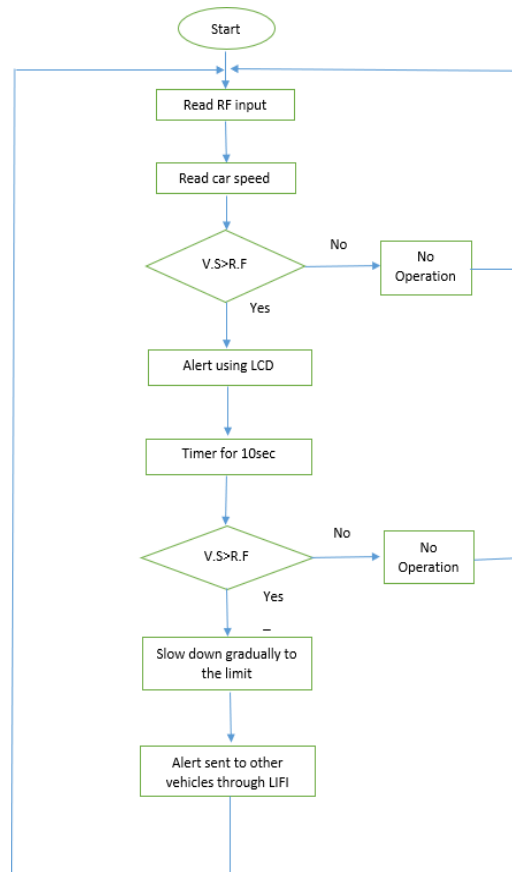 Start
Read RF input
Read car speed
V.S>R.F
No
No
Operation
Yes
Alert using LCD
Timer for 10sec
V.S>R.F
No
No
Operation
Yes
_
Slow down gradually to
the limit
Alert sent to other
vehicles through LIFI